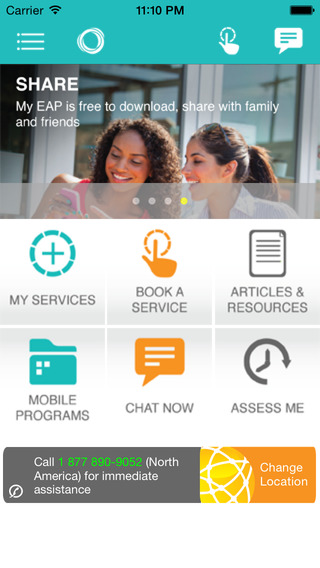 Carrier 11:10 PM
SHARE
My EAP is free to download, share with family
and friends
MY SERVICES
BOOK A
SERVICE
ARTICLES &
RESOURCES
MOBILE
PROGRAMS
CHAT NOW
ASSESS ME
Call 1 877 890-9052 (North
America) for immediate
assistance
Change
Location